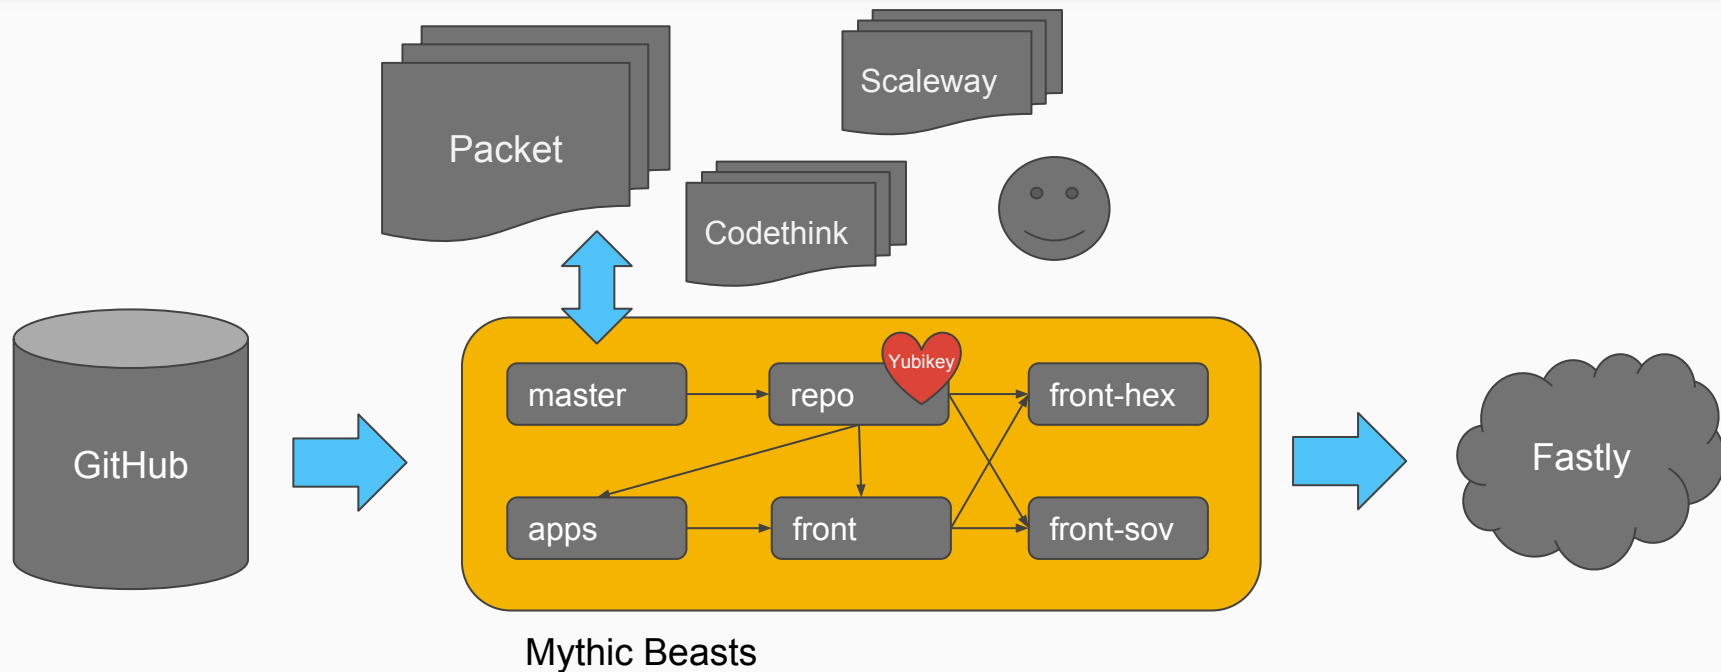 Scaleway
Packet
Codethink
GitHub
master
repo
Yubikey
front-hex
apps
front
front-sov
Fastly
Mythic Beasts